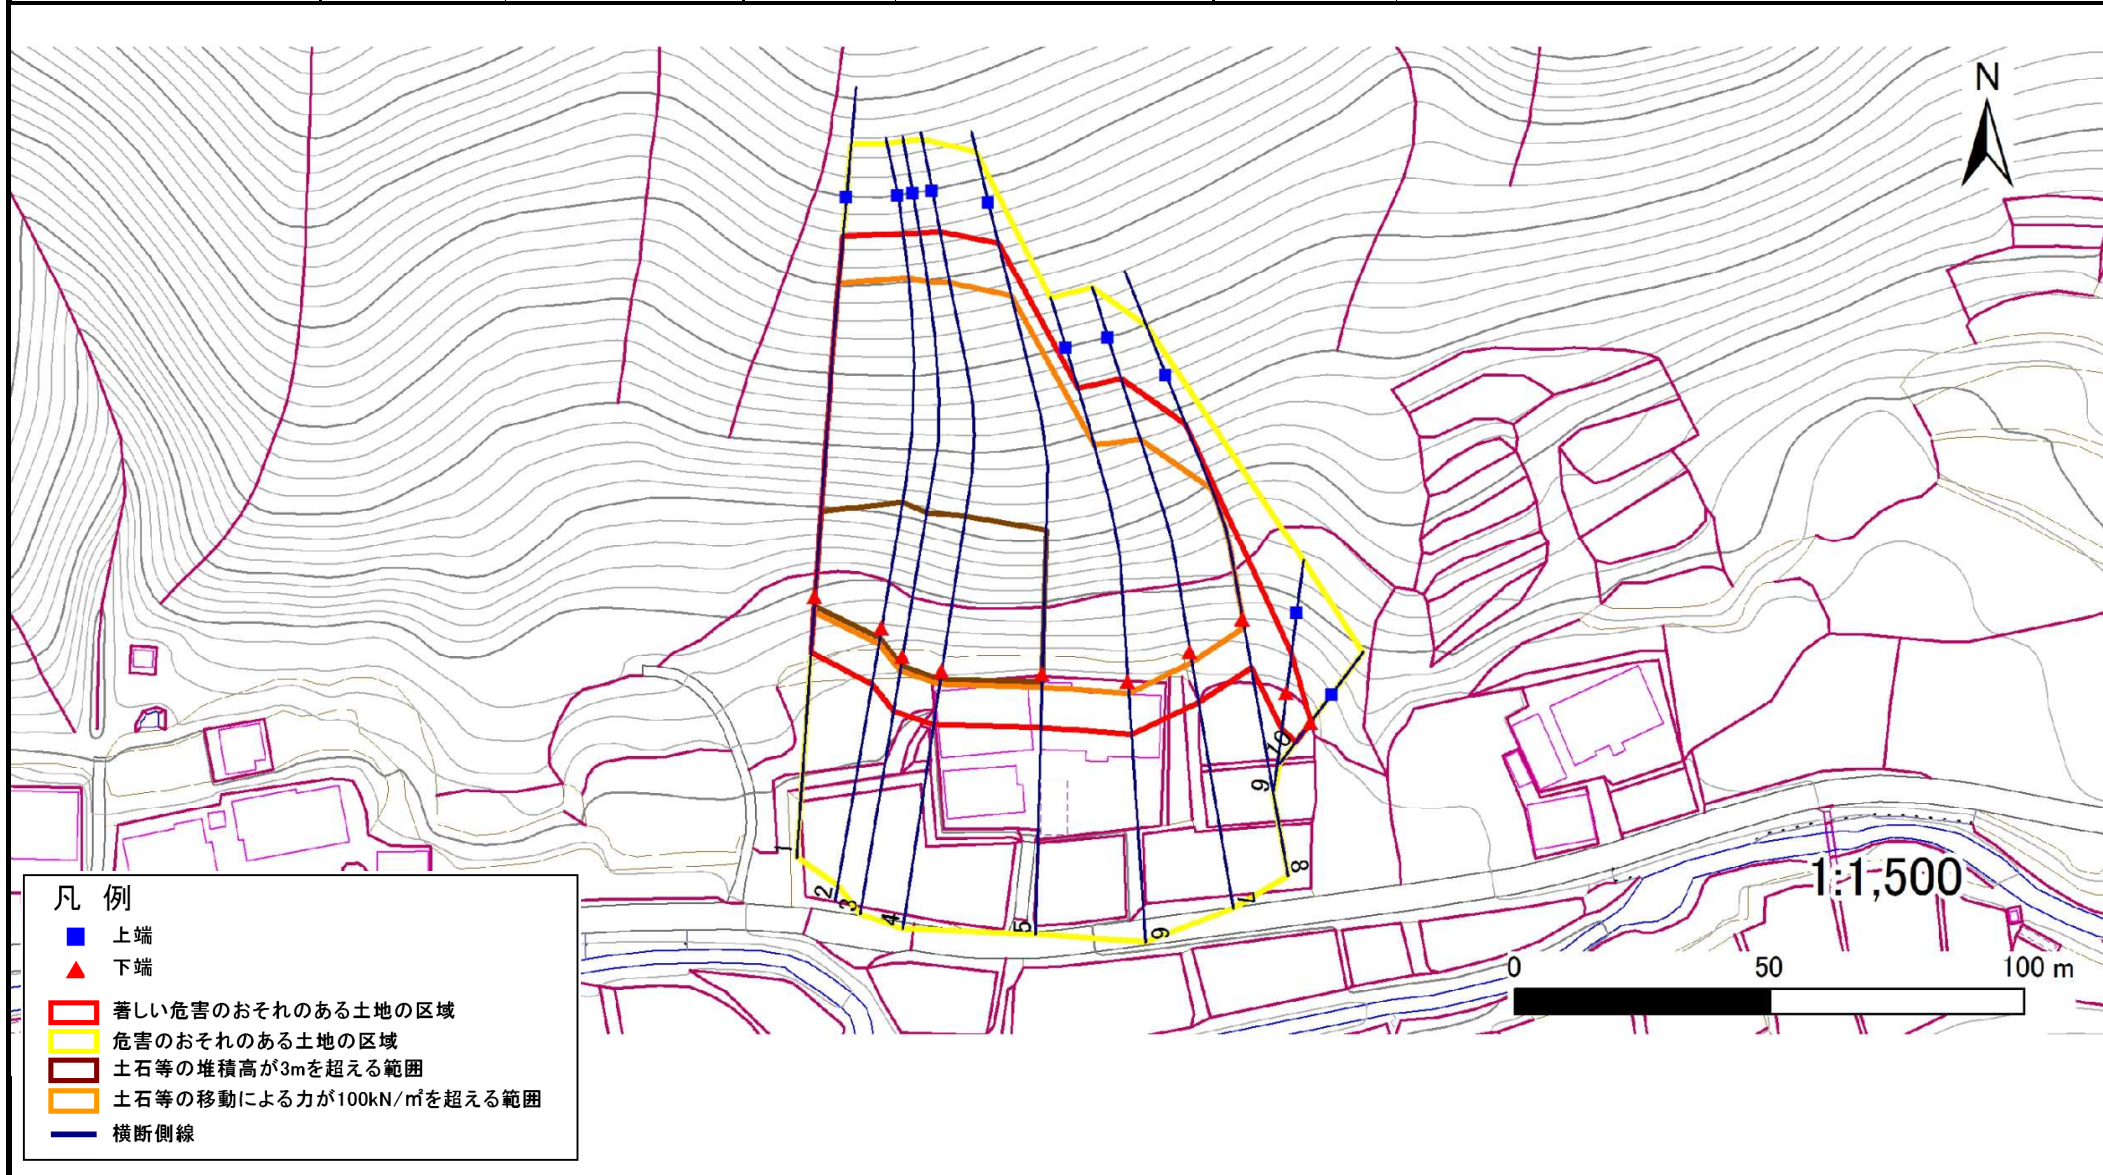 N
1
2
3
4
5
6
7
8
9
10
1:1,500
0 50 100 m
凡 例
上端
下端
著しい危害のおそれのある土地の区域
危害のおそれのある土地の区域
土石等の堆積高が3mを超える範囲
土石等の移動による力が100kN/㎡を超える範囲
横断側線